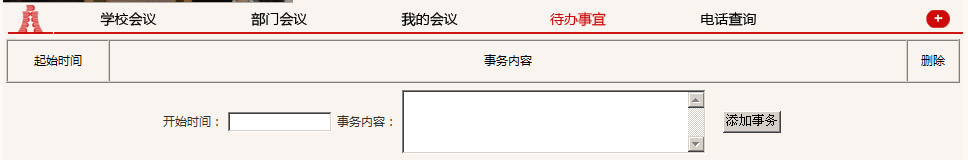 学校会议 部门会议 我的会议 待办事宜 电话查询
起始时间 事务内容 删除
开始时间： 事务内容： 添加事务